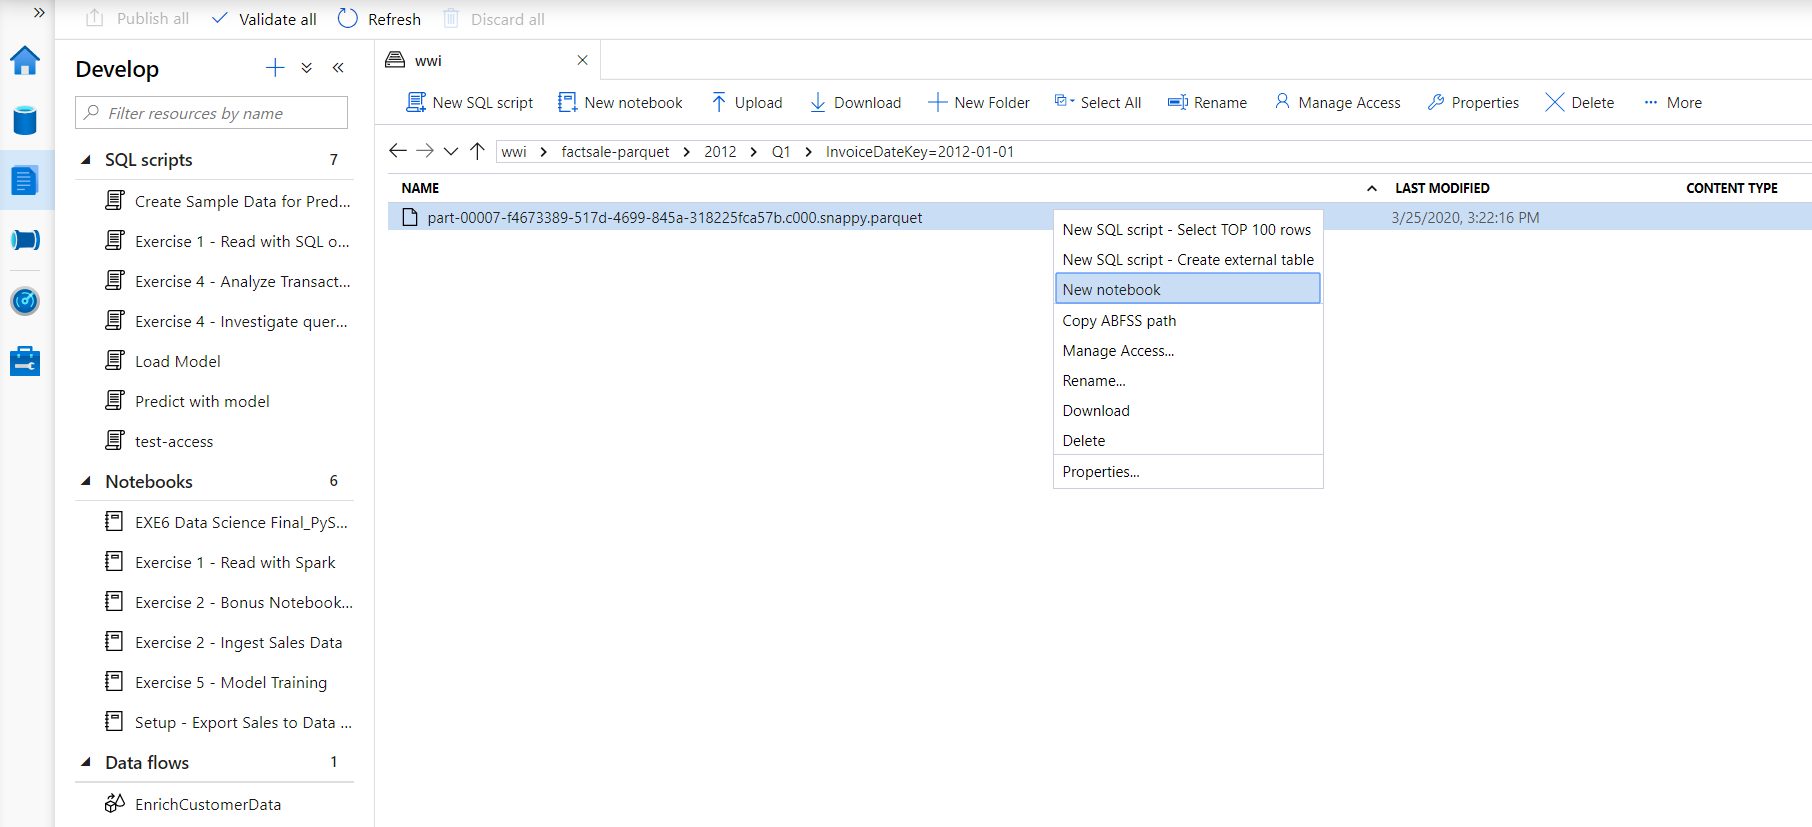 Publish all Validate all Refresh Discard all
Develop
Filter resources by name
SQL scripts 7
Create Sample Data for Pred...
Exercise 1 - Read with SQL o...
Exercise 4 - Analyze Transact...
Exercise 4 - Investigate quer...
Load Model
Predict with model
test-access
Notebooks 6
EXE6 Data Science Final_PyS...
Exercise 1 - Read with Spark
Exercise 2 - Bonus Notebook...
Exercise 2 - Ingest Sales Data
Exercise 5 - Model Training
Setup - Export Sales to Data ...
Data flows 1
EnrichCustomerData
wwi
New SQL script New notebook Upload Download New Folder Select All Rename Manage Access Properties Delete More
wwi factsale-parquet 2012 Q1 InvoiceDateKey=2012-01-01
NAME LAST MODIFIED CONTENT TYPE
part-00007-f4673389-517d-4699-845a-318225fca57b.c000.snappy.parquet 3/25/2020, 3:22:16 PM
New SQL script - Select TOP 100 rows
New SQL script - Create external table
New notebook
Copy ABFSS path
Manage Access...
Rename...
Download
Delete
Properties...